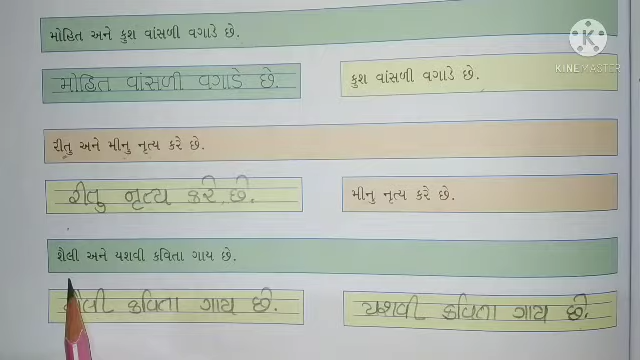 મોહિત અને કુશ વાંસળી વગાડે છે.
KINEMASTER
મોહિત વાંસળી વગાડે છે.
કુશ વાંસળી વગાડે છે.
રીતુ અને મીનુ નૃત્ય કરે છે.
રીતુ નૃત્ય કરે છે.
મીનુ નૃત્ય કરે છે.
શૈલી અને યશવી કવિતા ગાય છે.
શૈલી કવિતા ગાય છે.
યશવી કવિતા ગાય છે.